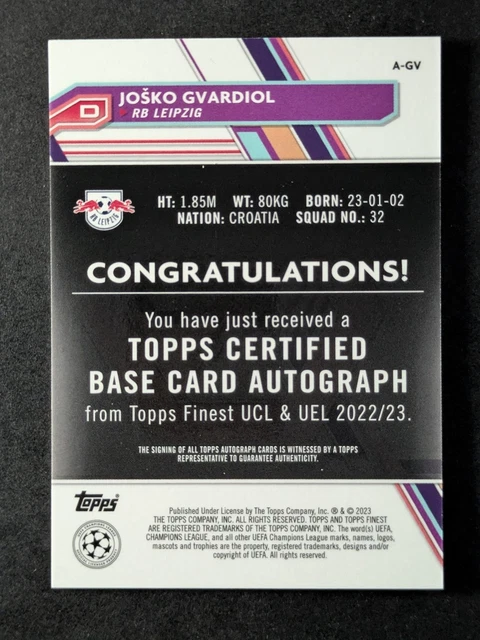 A-GV
D
JOŠKO GVARDIOL
RB LEIPZIG
RB LEIPZIG
HT: 1.85M WT: 80KG BORN: 23-01-02
NATION: CROATIA SQUAD NO.: 32
CONGRATULATIONS!
You have just received a
TOPPS CERTIFIED
BASE CARD AUTOGRAPH
from Topps Finest UCL & UEL 2022/23.
THE SIGNING OF ALL TOPPS AUTOGRAPH CARDS IS WITNESSED BY A TOPPS
REPRESENTATIVE TO GUARANTEE AUTHENTICITY.
topps
Published Under License by The Topps Company, Inc. ® & © 2023
THE TOPPS COMPANY, INC. ALL RIGHTS RESERVED. TOPPS AND TOPPS FINEST
ARE REGISTERED TRADEMARKS OF THE TOPPS COMPANY, INC. The word(s) UEFA,
CHAMPIONS LEAGUE, and all other UEFA Champions League marks, names, logos,
mascots and trophies are the property, registered trademarks, designs and/or
copyright of UEFA. All rights reserved.